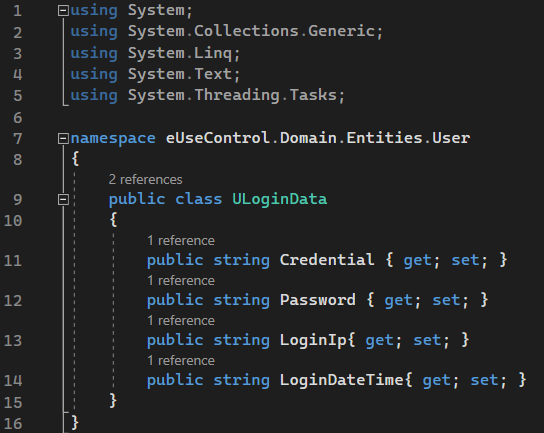 1 using System;
2 using System.Collections.Generic;
3 using System.Linq;
4 using System.Text;
5 using System.Threading.Tasks;
6
7 namespace eUseControl.Domain.Entities.User
8 {
2 references
9 public class ULoginData
10 {
1 reference
11 public string Credential { get; set; }
1 reference
12 public string Password { get; set; }
1 reference
13 public string LoginIp{ get; set; }
1 reference
14 public string LoginDateTime{ get; set; }
15 }
16 }